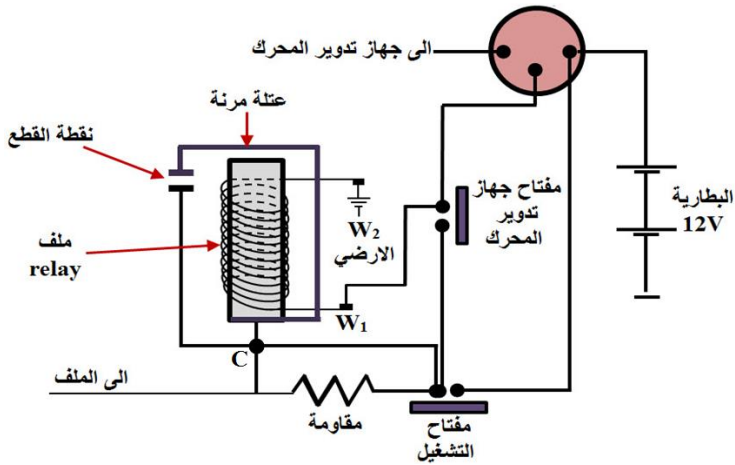 الى جهاز تدوير المحرك
عتلة مرنة
نقطة القطع
مفتاح جهاز
تدوير
المحرك
البطارية
12V
W2
الارضي
ملف
relay
W1
C
الى الملف
مقاومة
مفتاح
التشغيل